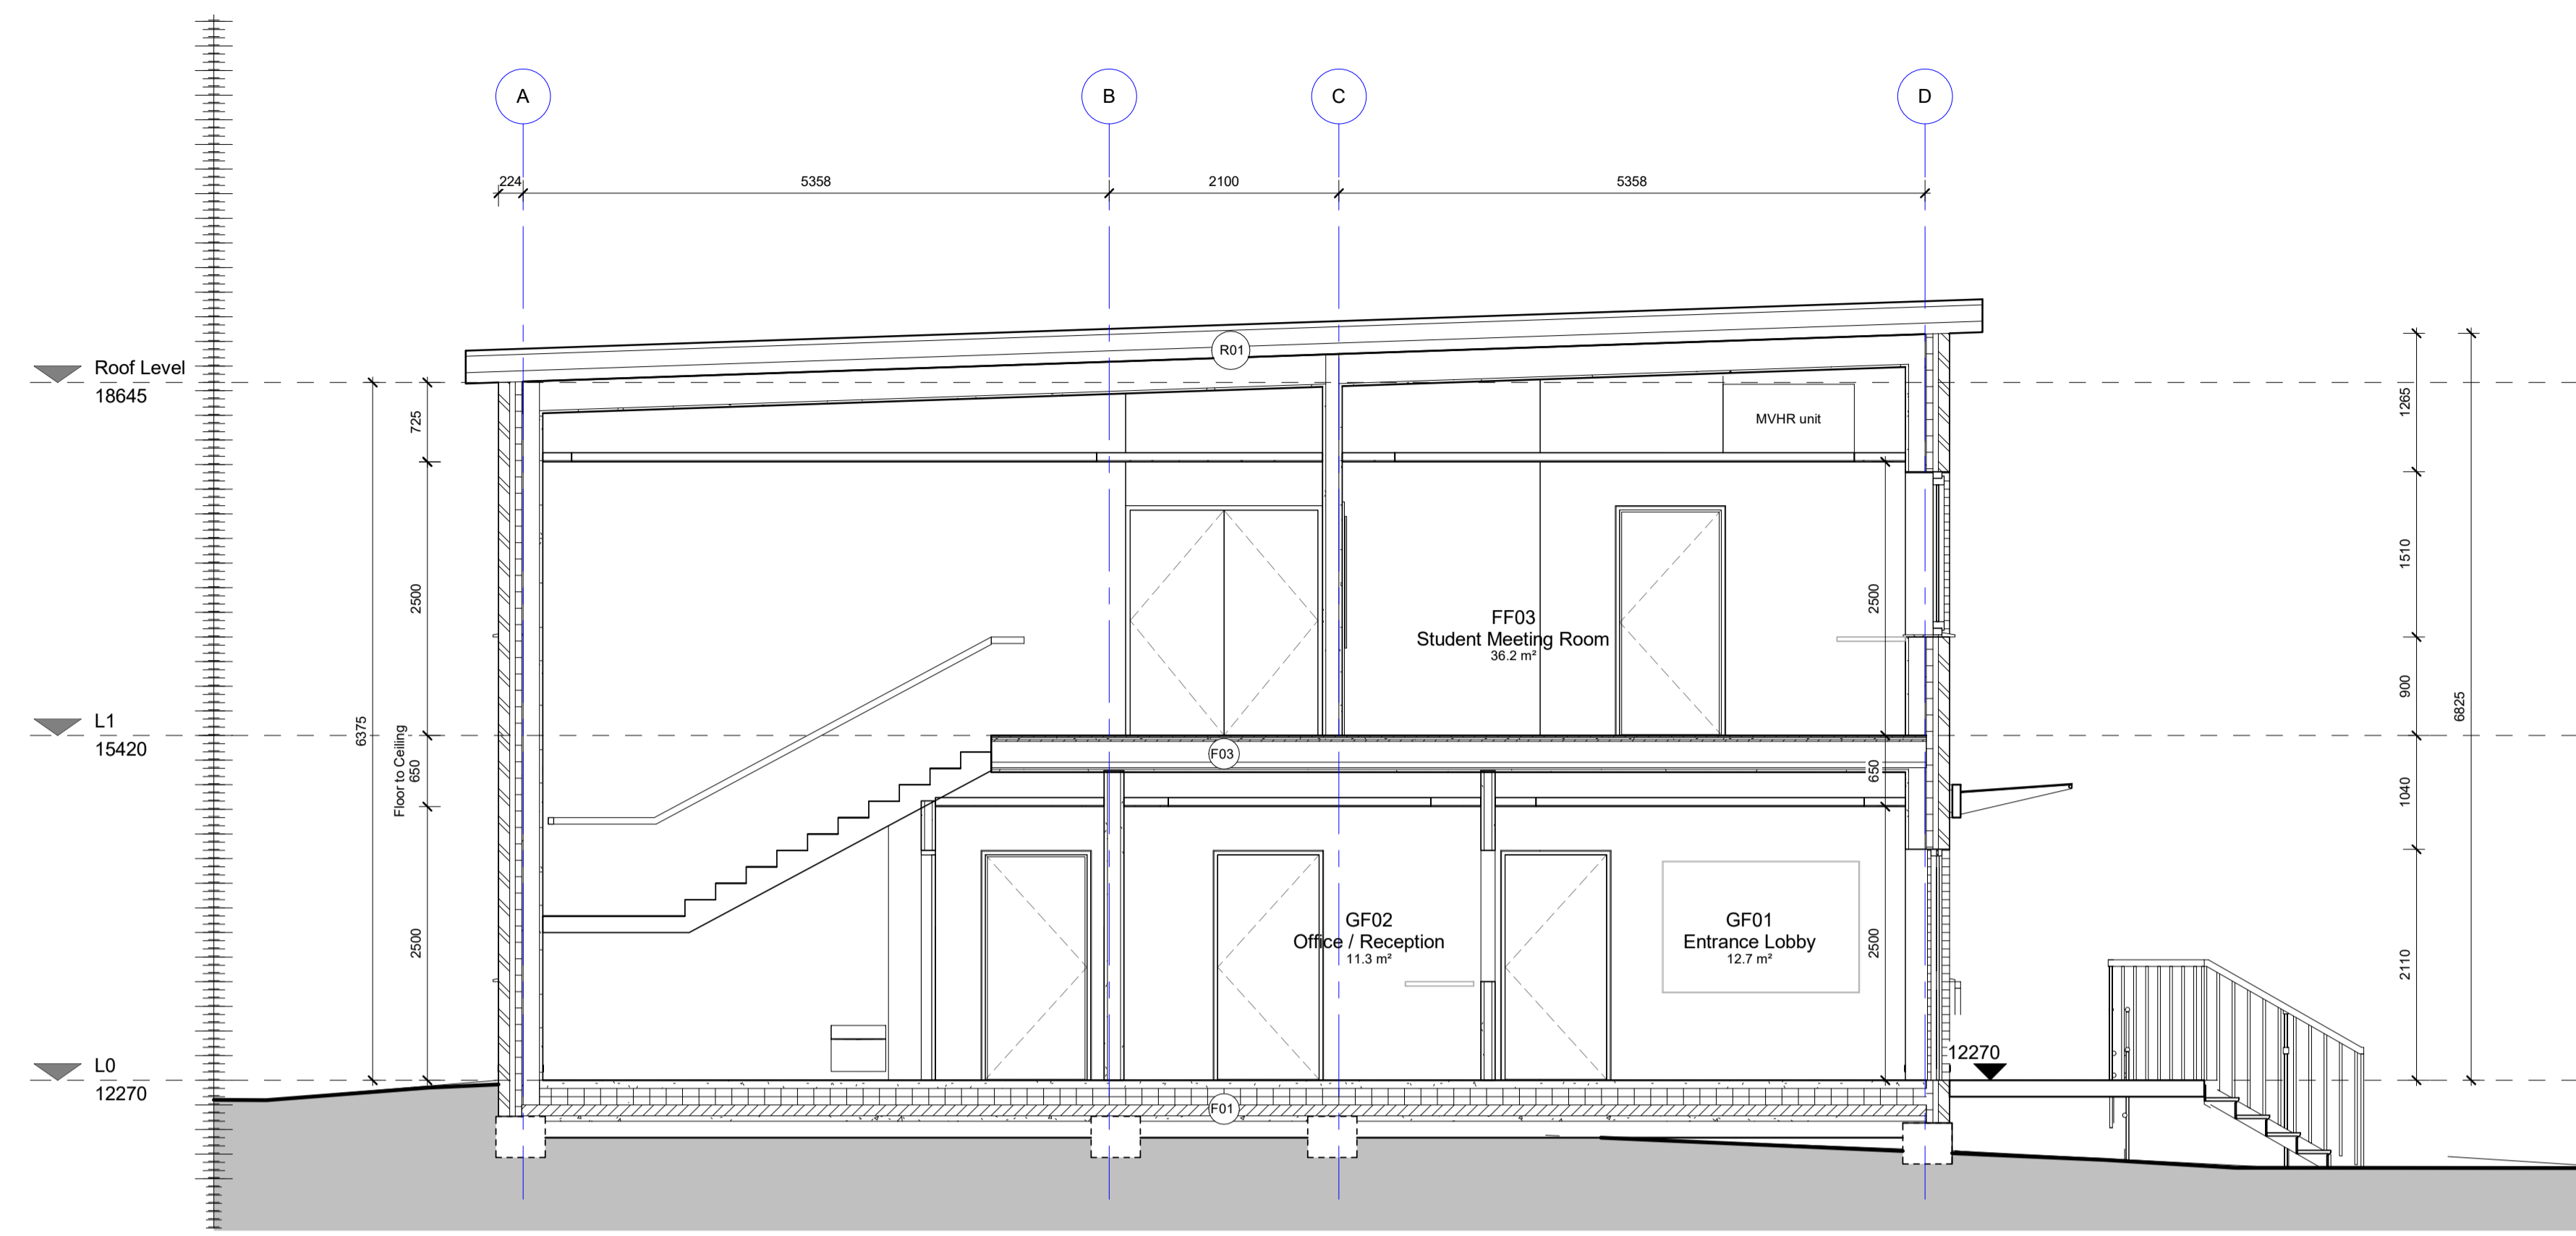 A
B
C
D
224
5358
2100
5358
R01
Roof Level
18645
725
1265
MVHR unit
2500
1510
2500
FF03
Student Meeting Room
36.2 m²
900
6375
6825
L1
15420
Floor to Ceiling
650
F03
650
1040
2500
GF02
Office / Reception
11.3 m²
GF01
Entrance Lobby
12.7 m²
2500
2110
12270
L0
12270
F01